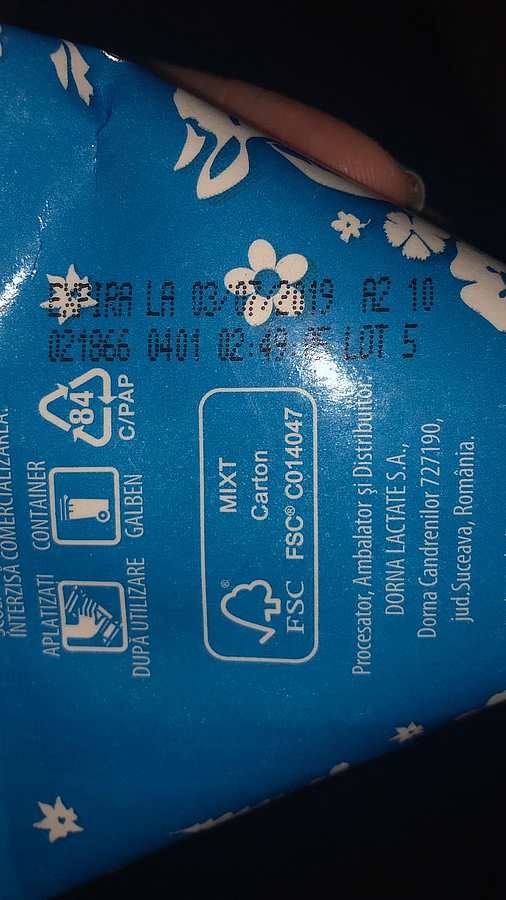 EXPIRA LA 03/07/2019 A2 10
021866 0401 02:49 LOT 5
84
C/PAP
MIXT
Carton
FSC® C014047
FSC
INTERZISĂ COMERCIALIZAREA.
APLATIZAȚI
DUPĂ UTILIZARE
CONTAINER
GALBEN
Procesator, Ambalator și Distribuitor:
DORNA LACTATE S.A.,
Dorna Candrenilor 727190,
jud.Suceava, România.